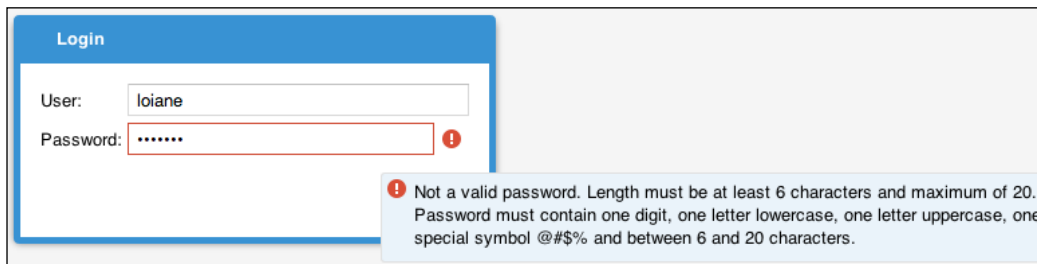 Login
User: loiane
Password: •••••••
Not a valid password. Length must be at least 6 characters and maximum of 20.
Password must contain one digit, one letter lowercase, one letter uppercase, one
special symbol @#$% and between 6 and 20 characters.